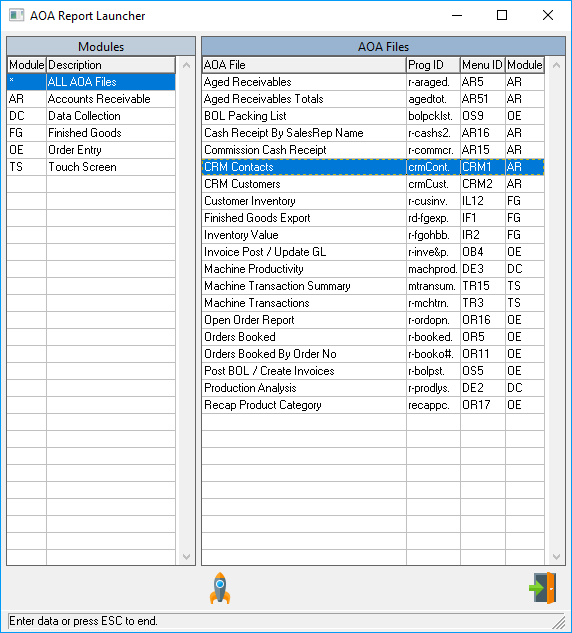 AOA Report Launcher
Modules
Module Description
* ALL AOA Files
AR Accounts Receivable
DC Data Collection
FG Finished Goods
OE Order Entry
TS Touch Screen
AOA Files
AOA File Prog ID Menu ID Module
Aged Receivables r-araged. AR5 AR
Aged Receivables Totals agedtot. AR51 AR
BOL Packing List bolpcklst. OS9 OE
Cash Receipt By SalesRep Name r-cashs2. AR16 AR
Commission Cash Receipt r-commcr. AR15 AR
CRM Contacts crmCont. CRM1 AR
CRM Customers crmCust. CRM2 AR
Customer Inventory r-cusinv. IL12 FG
Finished Goods Export rd-fgexp. IF1 FG
Inventory Value r-fgohbb. IR2 FG
Invoice Post / Update GL r-inve&p. OB4 OE
Machine Productivity machprod. DE3 DC
Machine Transaction Summary mtransum. TR15 TS
Machine Transactions r-mchtrn. TR3 TS
Open Order Report r-ordopn. OR16 OE
Orders Booked r-booked. OR5 OE
Orders Booked By Order No r-booko#. OR11 OE
Post BOL / Create Invoices r-bolpst. OS5 OE
Production Analysis r-prodlys. DE2 DC
Recap Product Category recappc. OR17 OE
Enter data or press ESC to end.